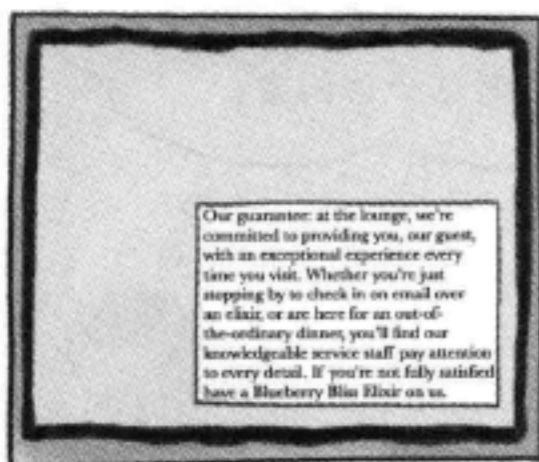 Our guarantee: at the lounge, we're
committed to providing you, our guest,
with an exceptional experience every
time you visit. Whether you're just
stopping by to check in on email over
an elixir, or are here for an out-of-
the-ordinary dinner, you'll find our
knowledgeable service staff pay attention
to every detail. If you're not fully satisfied
have a Blueberry Bliss Elixir on us.